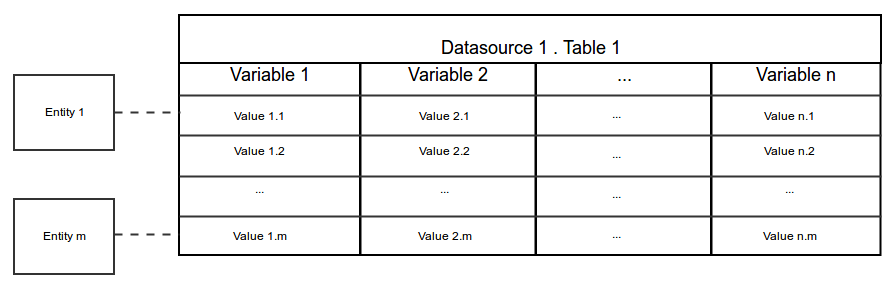 Datasource 1 . Table 1
Variable 1 Variable 2 ... Variable n
Entity 1 Value 1.1 Value 2.1 ... Value n.1
Value 1.2 Value 2.2 ... Value n.2
... ... ... ...
Entity m Value 1.m Value 2.m ... Value n.m